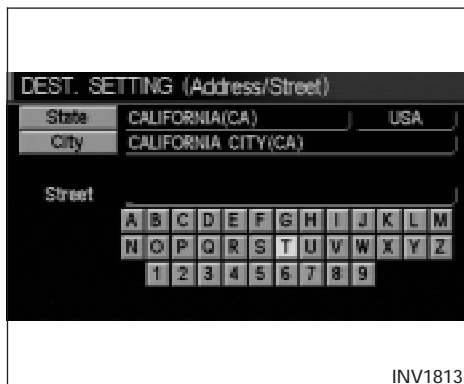 DEST. SETTING (Address/Street)
State CALIFORNIA(CA) USA
City CALIFORNIA CITY(CA)
Street
A B C D E F G H I J K L M
N O P Q R S T U V W X Y Z
1 2 3 4 5 6 7 8 9
INV1813